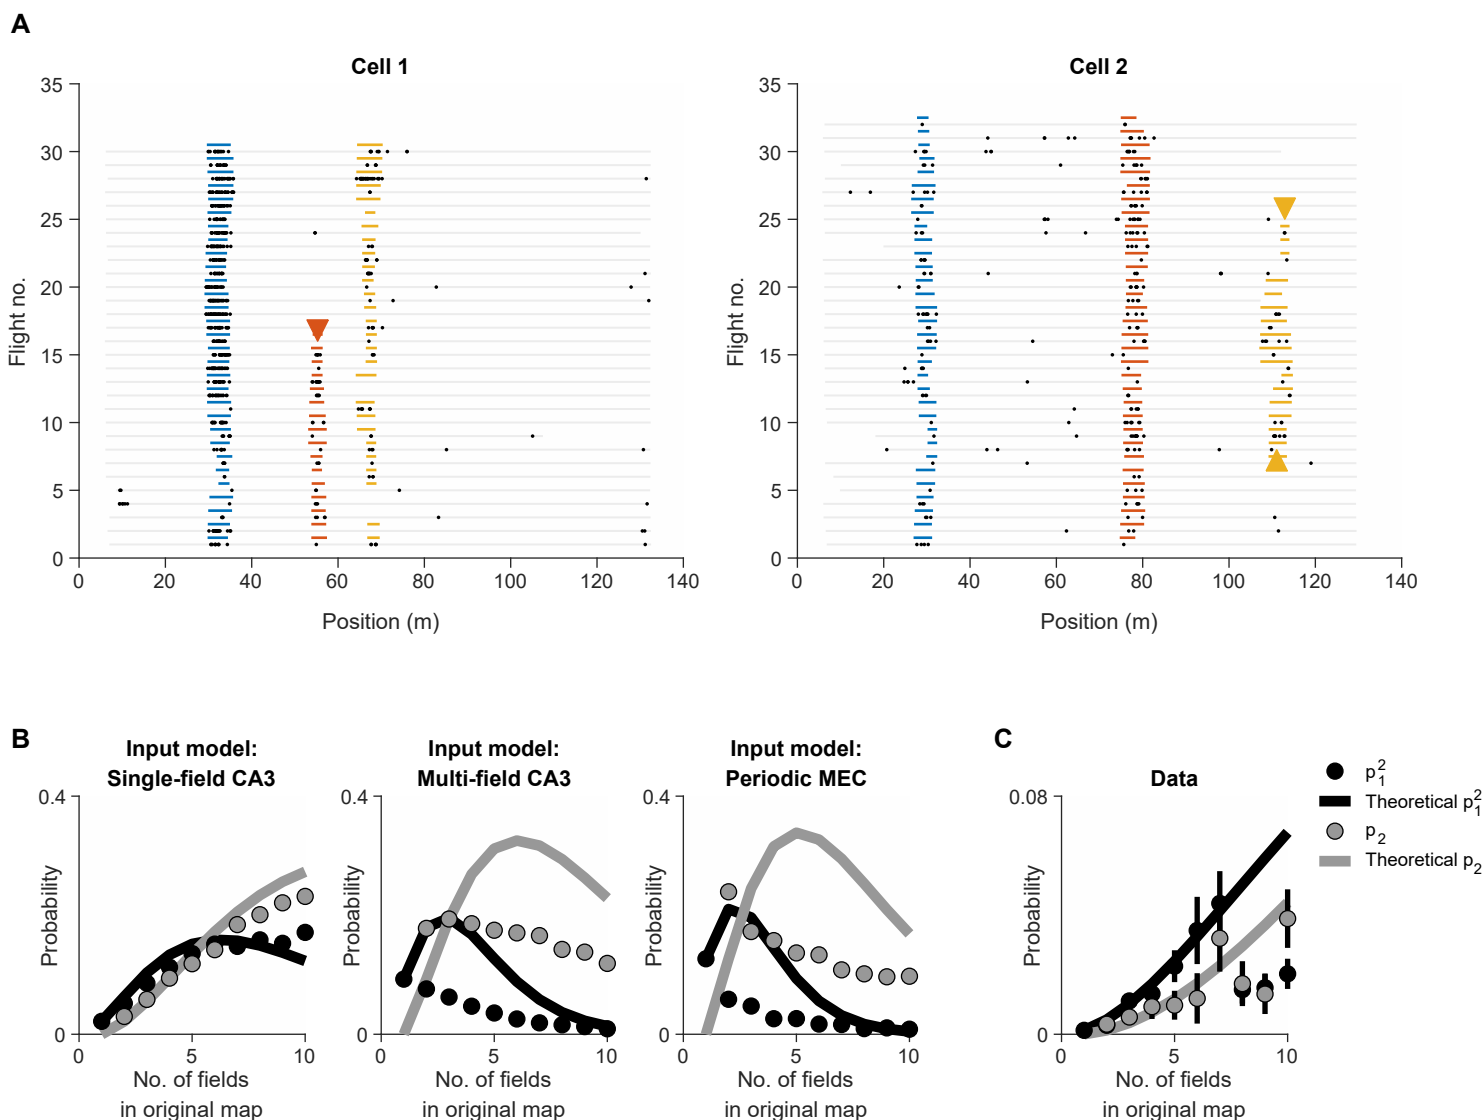 A
Cell 1
35
30
25
20
15
10
5
0
Flight no.
0 20 40 60 80 100 120 140
Position (m)
Cell 2
35
30
25
20
15
10
5
0
Flight no.
0 20 40 60 80 100 120 140
Position (m)
B
Input model:
Single-field CA3
0.4
0
Probability
0 5 10
No. of fields
in original map
Input model:
Multi-field CA3
0.4
0
Probability
0 5 10
No. of fields
in original map
Input model:
Periodic MEC
0.4
0
Probability
0 5 10
No. of fields
in original map
C
Data
0.08
0
Probability
0 5 10
No. of fields
in original map
p₁²
Theoretical p₁²
p₂
Theoretical p₂